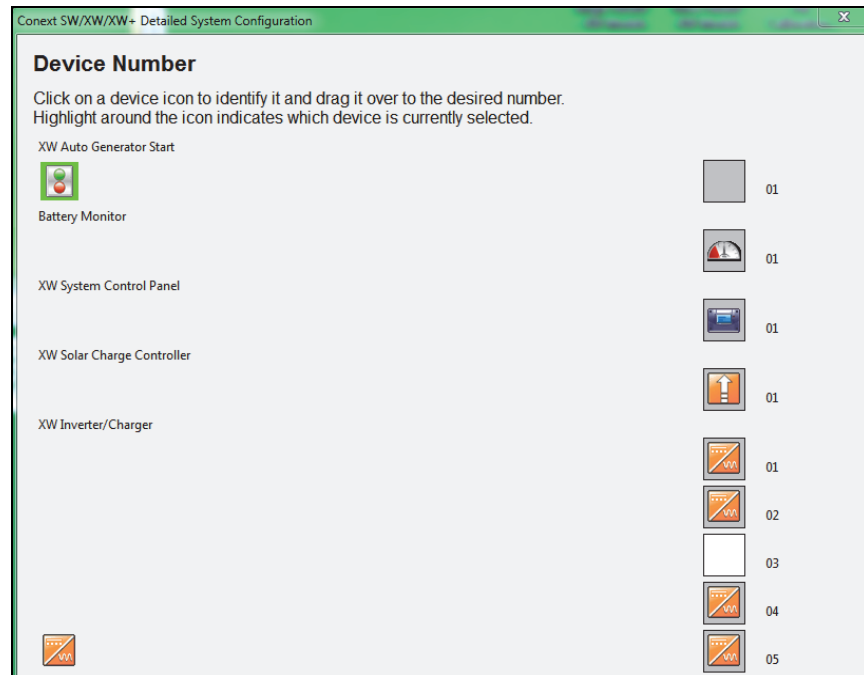 Conext SW/XW/XW+ Detailed System Configuration
Device Number
Click on a device icon to identify it and drag it over to the desired number.
Highlight around the icon indicates which device is currently selected.
XW Auto Generator Start
01
Battery Monitor
01
XW System Control Panel
01
XW Solar Charge Controller
01
XW Inverter/Charger
01
02
03
04
05